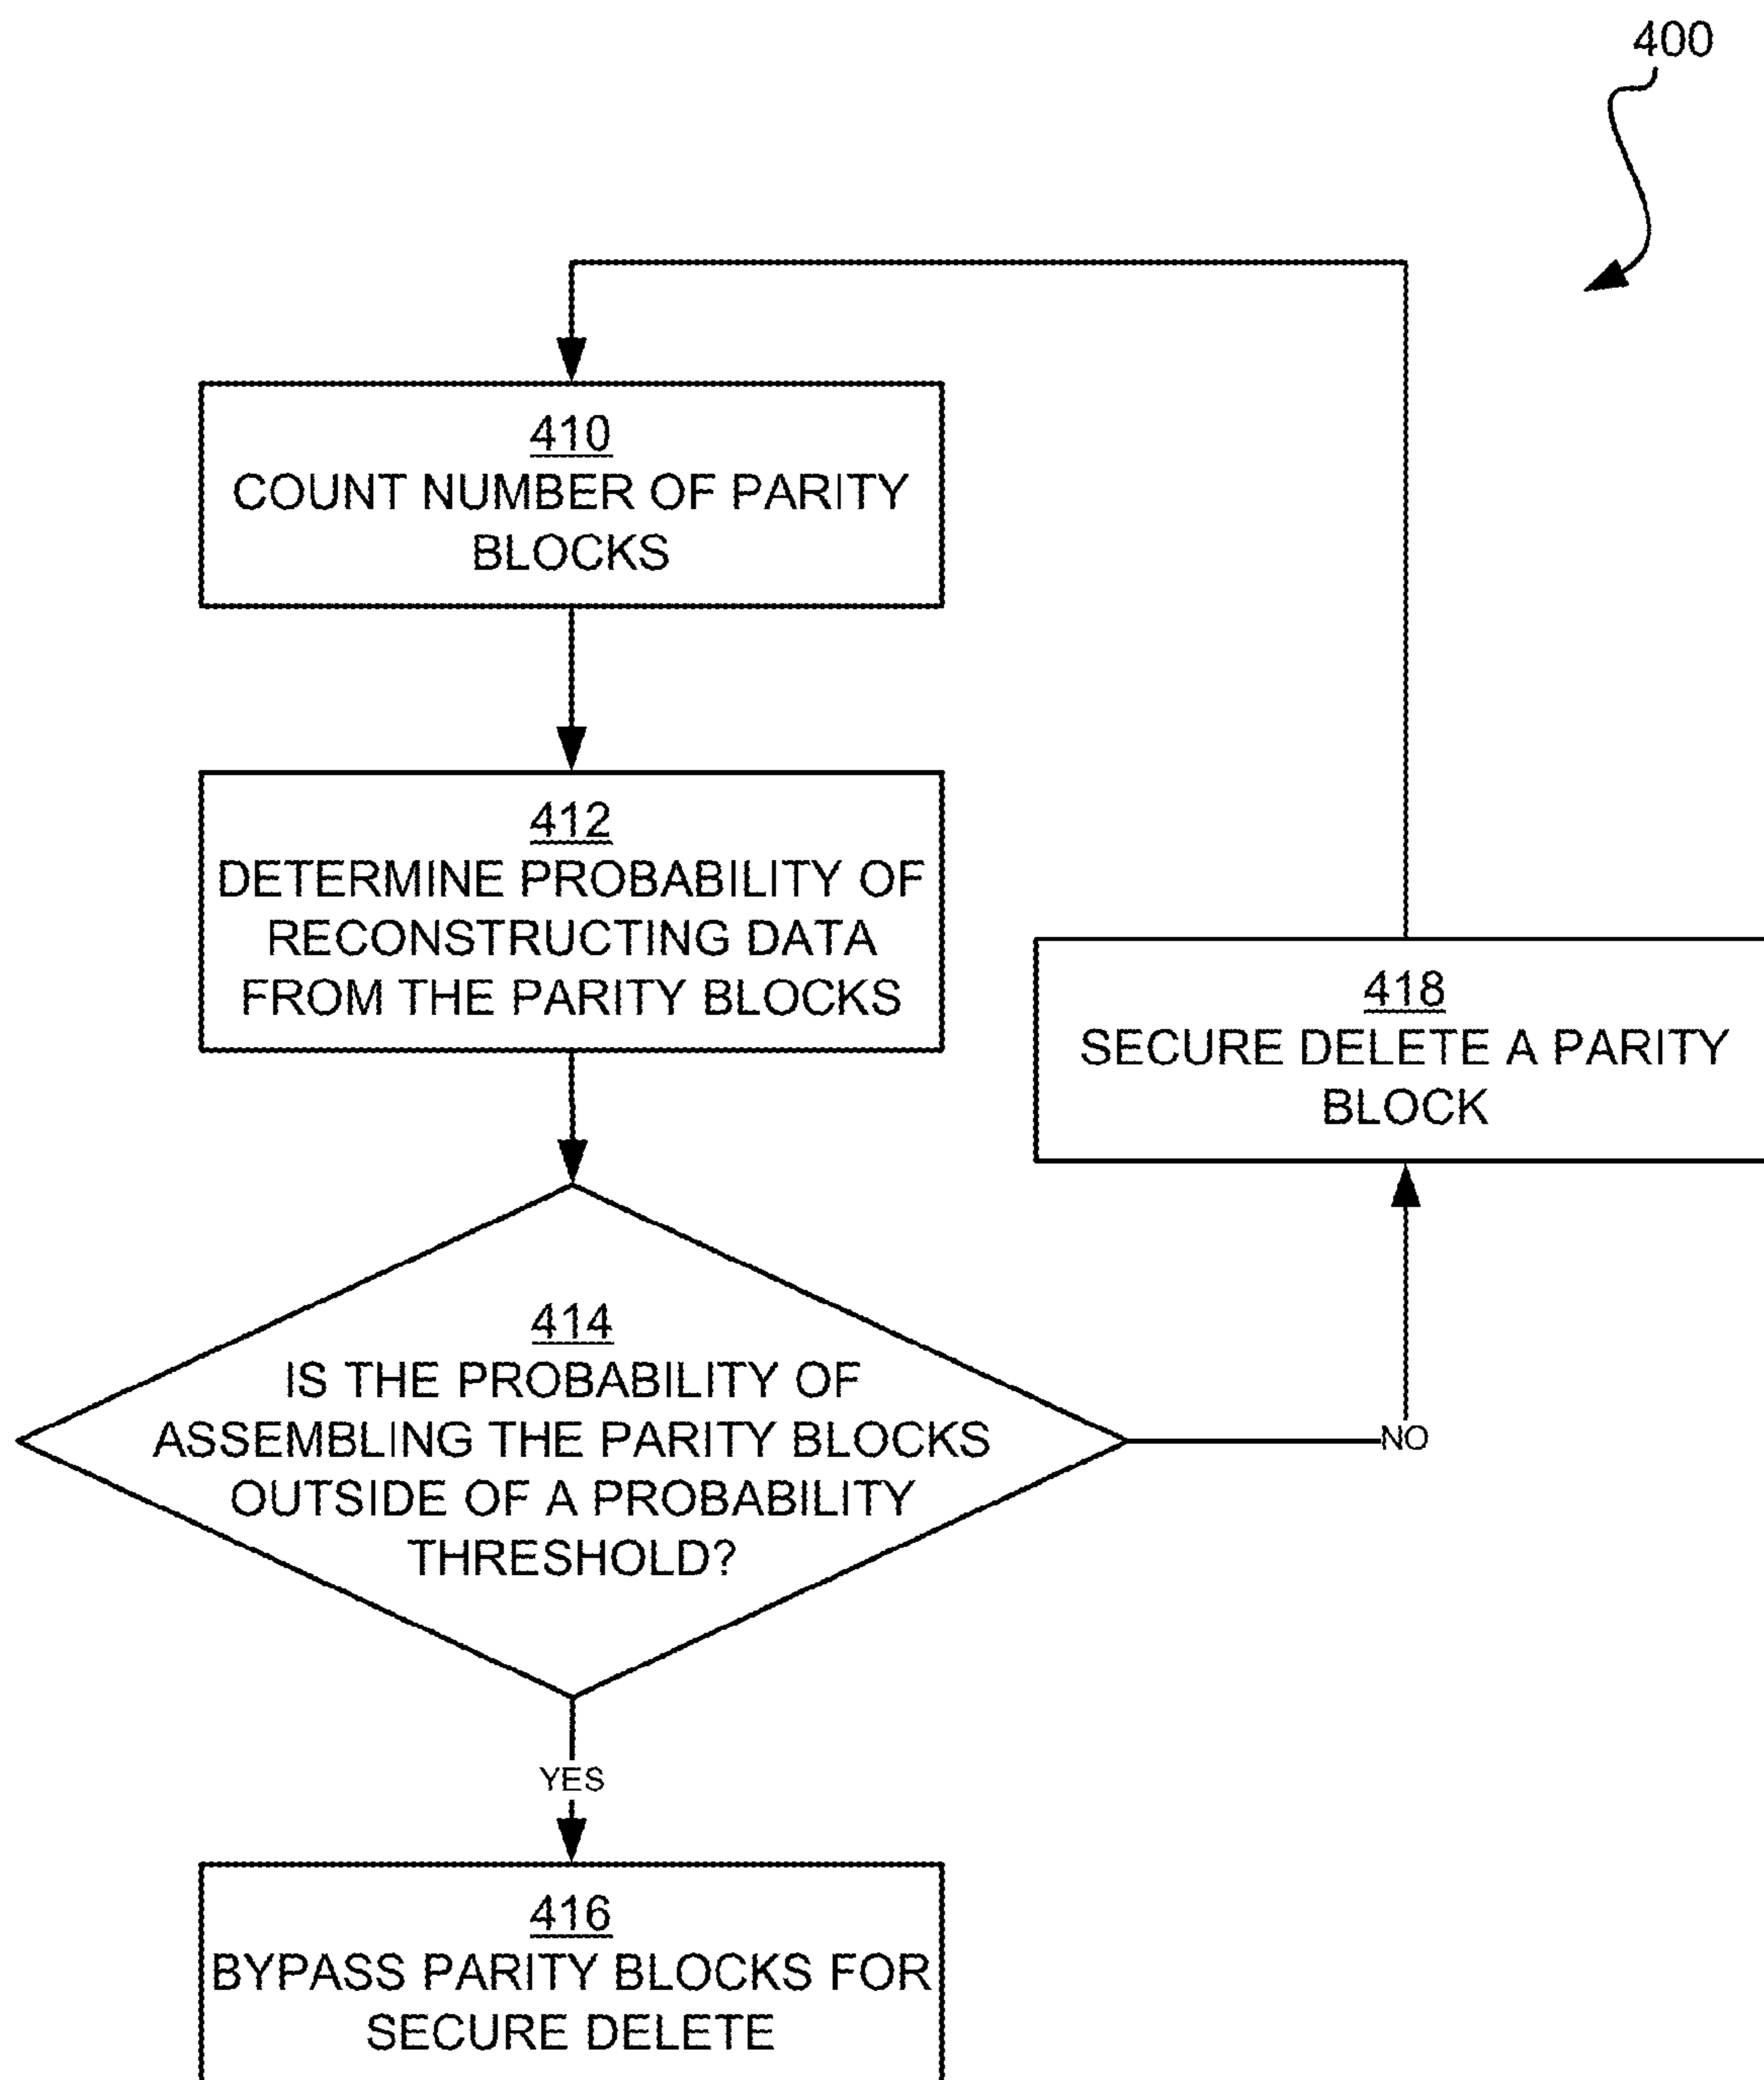 400
410
COUNT NUMBER OF PARITY
BLOCKS
412
DETERMINE PROBABILITY OF
RECONSTRUCTING DATA
FROM THE PARITY BLOCKS
418
SECURE DELETE A PARITY
BLOCK
414
IS THE PROBABILITY OF
ASSEMBLING THE PARITY BLOCKS
OUTSIDE OF A PROBABILITY
THRESHOLD?
NO
YES
416
BYPASS PARITY BLOCKS FOR
SECURE DELETE